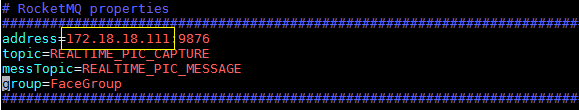 # RocketMQ properties
################################################################
address=172.18.18.111:9876
topic=REALTIME_PIC_CAPTURE
messTopic=REALTIME_PIC_MESSAGE
group=FaceGroup
################################################################